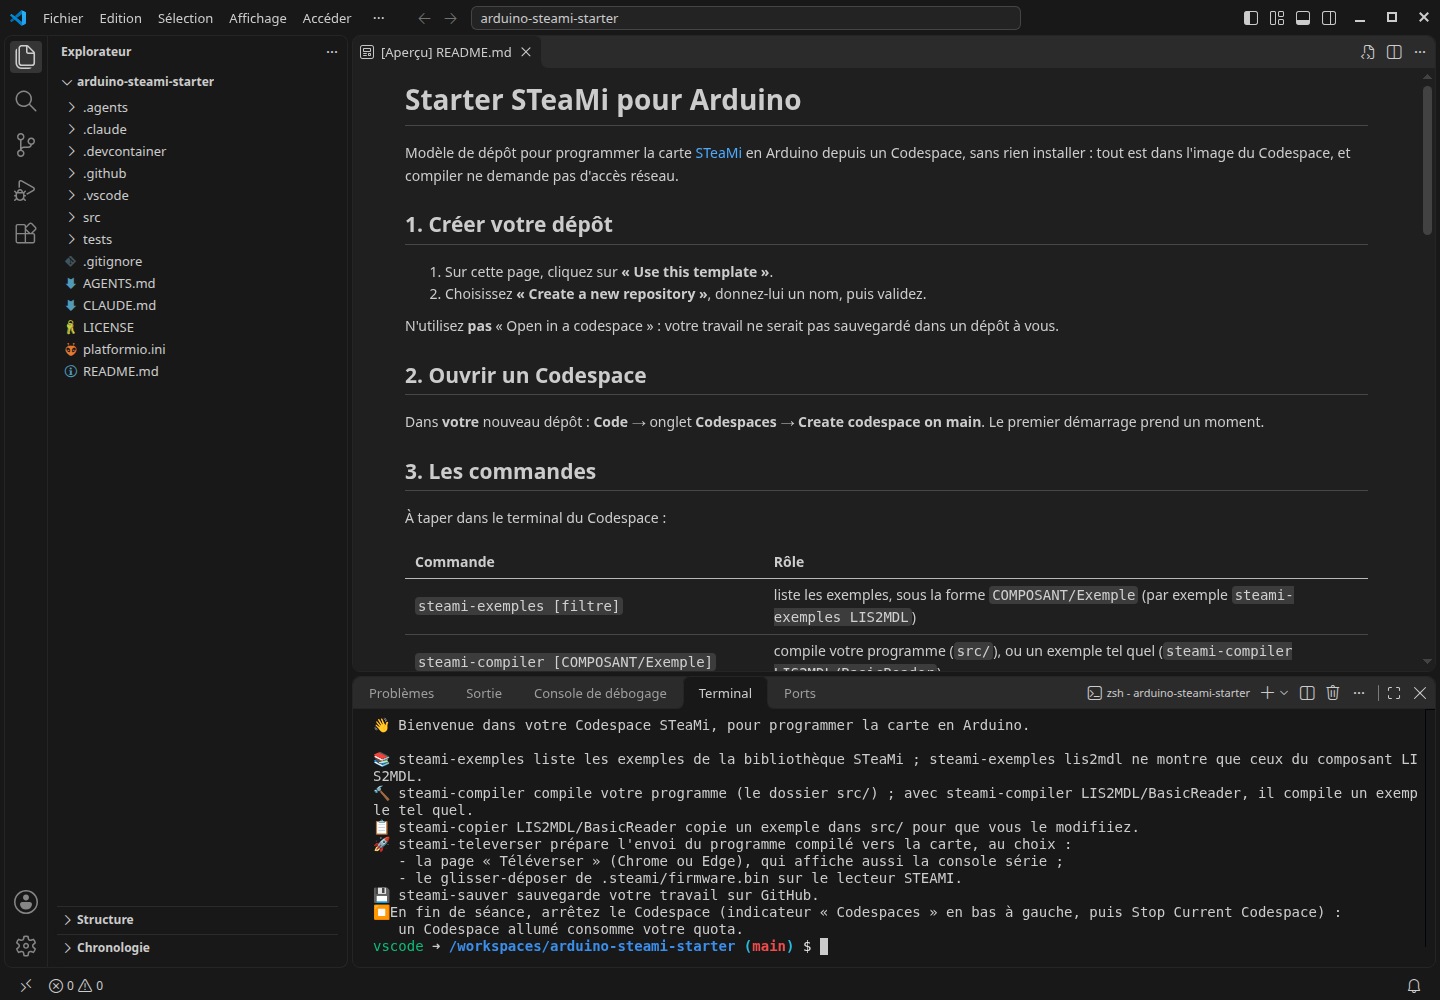 Fichier Edition Sélection Affichage Accéder ··· arduino-steami-starter
Explorateur ···
arduino-steami-starter
.agents
.claude
.devcontainer
.github
.vscode
src
tests
.gitignore
AGENTS.md
CLAUDE.md
LICENSE
platformio.ini
README.md
Structure
Chronologie
[Aperçu] README.md
Starter STeaMi pour Arduino
Modèle de dépôt pour programmer la carte STeaMi en Arduino depuis un Codespace, sans rien installer : tout est dans l'image du Codespace, et
compiler ne demande pas d'accès réseau.
1. Créer votre dépôt
1. Sur cette page, cliquez sur « Use this template ».
2. Choisissez « Create a new repository », donnez-lui un nom, puis validez.
N'utilisez pas « Open in a codespace » : votre travail ne serait pas sauvegardé dans un dépôt à vous.
2. Ouvrir un Codespace
Dans votre nouveau dépôt : Code → onglet Codespaces → Create codespace on main. Le premier démarrage prend un moment.
3. Les commandes
À taper dans le terminal du Codespace :
Commande Rôle
steami-exemples [filtre] liste les exemples, sous la forme COMPOSANT/Exemple (par exemple steami-
exemples LIS2MDL)
steami-compiler [COMPOSANT/Exemple] compile votre programme (src/), ou un exemple tel quel (steami-compiler
LIS2MDL/BasicReader)
Problèmes Sortie Console de débogage Terminal Ports zsh - arduino-steami-starter
👋 Bienvenue dans votre Codespace STeaMi, pour programmer la carte en Arduino.
📚 steami-exemples liste les exemples de la bibliothèque STeaMi ; steami-exemples lis2mdl ne montre que ceux du composant LI
S2MDL.
🔨 steami-compiler compile votre programme (le dossier src/) ; avec steami-compiler LIS2MDL/BasicReader, il compile un exemp
le tel quel.
📋 steami-copier LIS2MDL/BasicReader copie un exemple dans src/ pour que vous le modifiiez.
🚀 steami-televerser prépare l'envoi du programme compilé vers la carte, au choix :
- la page « Téléverser » (Chrome ou Edge), qui affiche aussi la console série ;
- le glisser-déposer de .steami/firmware.bin sur le lecteur STEAMI.
💾 steami-sauver sauvegarde votre travail sur GitHub.
⏹️En fin de séance, arrêtez le Codespace (indicateur « Codespaces » en bas à gauche, puis Stop Current Codespace) :
un Codespace allumé consomme votre quota.
vscode → /workspaces/arduino-steami-starter (main) $
0 0